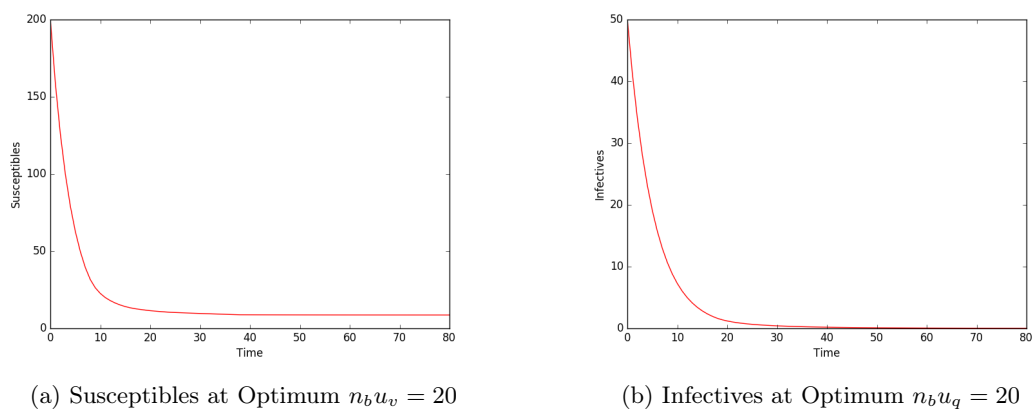 200
150
100
50
0
Susceptibles
0 10 20 30 40 50 60 70 80
Time
(a) Susceptibles at Optimum n_b u_v = 20
50
40
30
20
10
0
Infectives
0 10 20 30 40 50 60 70 80
Time
(b) Infectives at Optimum n_b u_q = 20